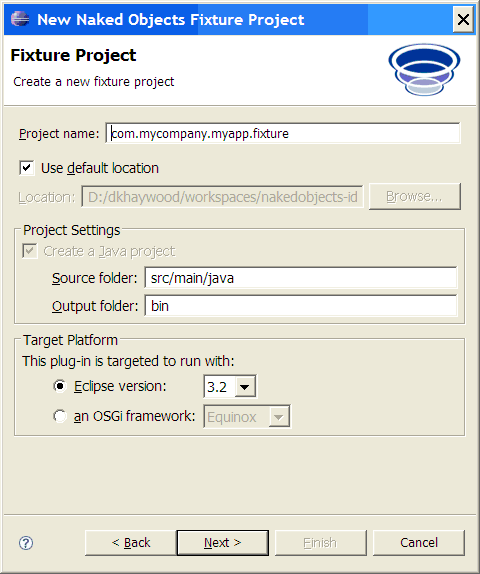 New Naked Objects Fixture Project
Fixture Project
Create a new fixture project
Project name: com.mycompany.myapp.fixture
Use default location
Location: D:/dkhaywood/workspaces/nakedobjects-id Browse...
Project Settings
Create a Java project
Source folder: src/main/java
Output folder: bin
Target Platform
This plug-in is targeted to run with:
Eclipse version: 3.2
an OSGi framework: Equinox
? < Back Next > Finish Cancel